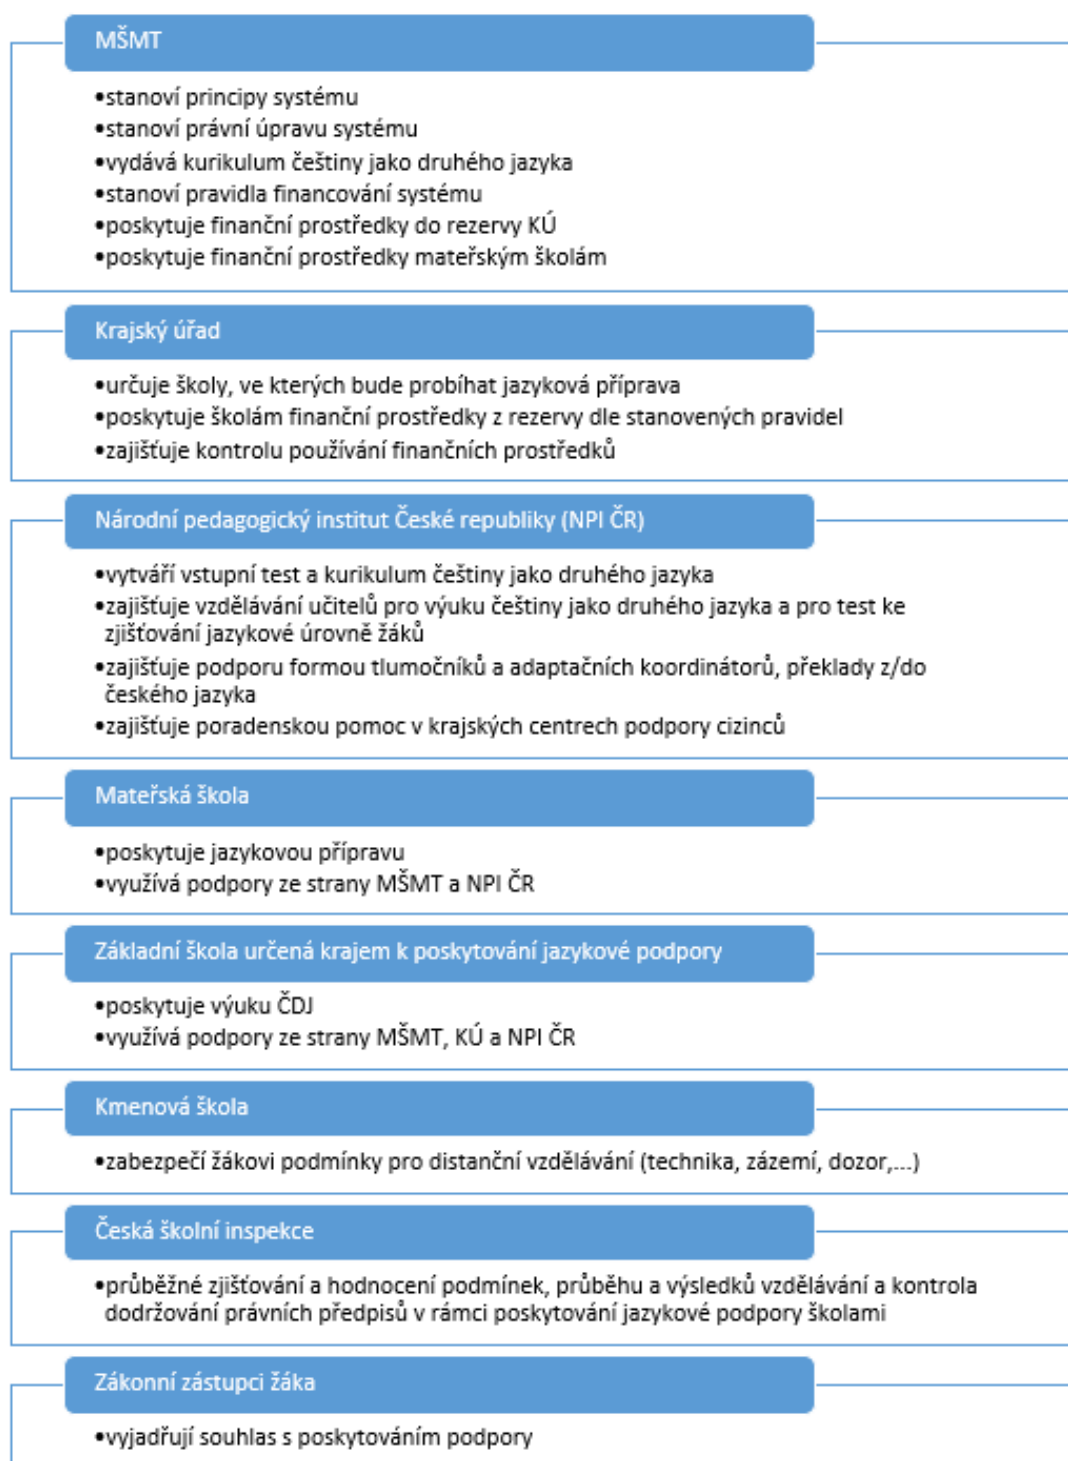 MŠMT
•stanoví principy systému
•stanoví právní úpravu systému
•vydává kurikulum češtiny jako druhého jazyka
•stanoví pravidla financování systému
•poskytuje finanční prostředky do rezervy KÚ
•poskytuje finanční prostředky mateřským školám
Krajský úřad
•určuje školy, ve kterých bude probíhat jazyková příprava
•poskytuje školám finanční prostředky z rezervy dle stanovených pravidel
•zajišťuje kontrolu používání finančních prostředků
Národní pedagogický institut České republiky (NPI ČR)
•vytváří vstupní test a kurikulum češtiny jako druhého jazyka
•zajišťuje vzdělávání učitelů pro výuku češtiny jako druhého jazyka a pro test ke
zjišťování jazykové úrovně žáků
•zajišťuje podporu formou tlumočníků a adaptačních koordinátorů, překlady z/do
českého jazyka
•zajišťuje poradenskou pomoc v krajských centrech podpory cizinců
Mateřská škola
•poskytuje jazykovou přípravu
•využívá podpory ze strany MŠMT a NPI ČR
Základní škola určená krajem k poskytování jazykové podpory
•poskytuje výuku ČDJ
•využívá podpory ze strany MŠMT, KÚ a NPI ČR
Kmenová škola
•zabezpečí žákovi podmínky pro distanční vzdělávání (technika, zázemí, dozor,...)
Česká školní inspekce
•průběžné zjišťování a hodnocení podmínek, průběhu a výsledků vzdělávání a kontrola
dodržování právních předpisů v rámci poskytování jazykové podpory školami
Zákonní zástupci žáka
•vyjadřují souhlas s poskytováním podpory